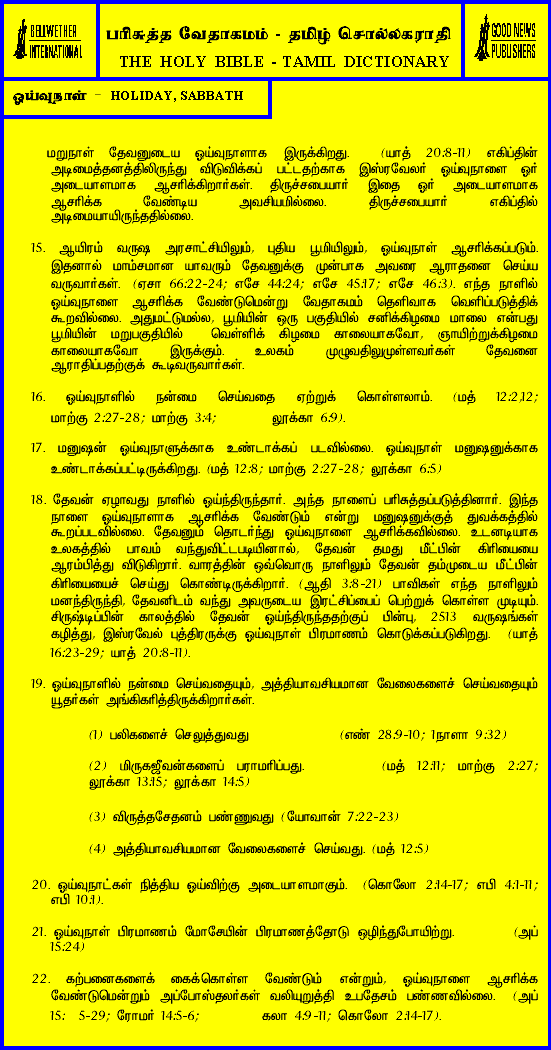 BELLWETHER
INTERNATIONAL
பரிசுத்த வேதாகமம் - தமிழ் சொல்லகராதி
THE HOLY BIBLE - TAMIL DICTIONARY
GOOD NEWS
PUBLISHERS
ஓய்வுநாள் - HOLIDAY, SABBATH
மறுநாள் தேவனுடைய ஓய்வுநாளாக இருக்கிறது. (யாத் 20:8-11) எகிப்தின்
அடிமைத்தனத்திலிருந்து விடுவிக்கப் பட்டதற்காக இஸ்ரவேலர் ஓய்வுநாளை ஓர்
அடையாளமாக ஆசரிக்கிறார்கள். திருச்சபையார் இதை ஓர் அடையாளமாக
ஆசரிக்க வேண்டிய அவசியமில்லை. திருச்சபையார் எகிப்தில்
அடிமையாயிருந்ததில்லை.
15. ஆயிரம் வருஷ அரசாட்சியிலும், புதிய பூமியிலும், ஓய்வுநாள் ஆசரிக்கப்படும்.
இதனால் மாம்சமான யாவரும் தேவனுக்கு முன்பாக அவரை ஆராதனை செய்ய
வருவார்கள். (ஏசா 66:22-24; எசே 44:24; எசே 45:17; எசே 46:3). எந்த நாளில்
ஓய்வுநாளை ஆசரிக்க வேண்டுமென்று வேதாகமம் தெளிவாக வெளிப்படுத்திக்
கூறவில்லை. அதுமட்டுமல்ல, பூமியின் ஒரு பகுதியில் சனிக்கிழமை மாலை என்பது
பூமியின் மறுபகுதியில் வெள்ளிக் கிழமை காலையாகவோ, ஞாயிற்றுக்கிழமை
காலையாகவோ இருக்கும். உலகம் முழுவதிலுமுள்ளவர்கள் தேவனை
ஆராதிப்பதற்குக் கூடிவருவார்கள்.
16. ஓய்வுநாளில் நன்மை செய்வதை ஏற்றுக் கொள்ளலாம். (மத் 12:2,12;
மாற்கு 2:27-28; மாற்கு 3:4; லூக்கா 6:9).
17. மனுஷன் ஓய்வுநாளுக்காக உண்டாக்கப் படவில்லை. ஓய்வுநாள் மனுஷனுக்காக
உண்டாக்கப்பட்டிருக்கிறது. (மத் 12:8; மாற்கு 2:27-28; லூக்கா 6:5)
18. தேவன் ஏழாவது நாளில் ஓய்ந்திருந்தார். அந்த நாளைப் பரிசுத்தப்படுத்தினார். இந்த
நாளை ஓய்வுநாளாக ஆசரிக்க வேண்டும் என்று மனுஷனுக்குத் துவக்கத்தில்
கூறப்படவில்லை. தேவனும் தொடர்ந்து ஓய்வுநாளை ஆசரிக்கவில்லை. உடனடியாக
உலகத்தில் பாவம் வந்துவிட்டபடியினால், தேவன் தமது மீட்பின் கிரியையை
ஆரம்பித்து விடுகிறார். வாரத்தின் ஒவ்வொரு நாளிலும் தேவன் தம்முடைய மீட்பின்
கிரியையைச் செய்து கொண்டிருக்கிறார். (ஆதி 3:8-21) பாவிகள் எந்த நாளிலும்
மனந்திருந்தி, தேவனிடம் வந்து அவருடைய இரட்சிப்பைப் பெற்றுக் கொள்ள முடியும்.
சிருஷ்டிப்பின் காலத்தில் தேவன் ஓய்ந்திருந்ததற்குப் பின்பு, 2513 வருஷங்கள்
கழித்து, இஸ்ரவேல் புத்திரருக்கு ஓய்வுநாள் பிரமாணம் கொடுக்கப்படுகிறது. (யாத்
16:23-29; யாத் 20:8-11).
19. ஓய்வுநாளில் நன்மை செய்வதையும், அத்தியாவசியமான வேலைகளைச் செய்வதையும்
யூதர்கள் அங்கிகரித்திருக்கிறார்கள்.
(1) பலிகளைச் செலுத்துவது (எண் 28:9-10; 1நாளா 9:32)
(2) மிருகஜீவன்களைப் பராமரிப்பது. (மத் 12:11; மாற்கு 2:27;
லூக்கா 13:15; லூக்கா 14:5)
(3) விருத்தசேதனம் பண்ணுவது (யோவான் 7:22-23)
(4) அத்தியாவசியமான வேலைகளைச் செய்வது. (மத் 12:5)
20. ஓய்வுநாட்கள் நித்திய ஓய்விற்கு அடையாளமாகும். (கொலோ 2:14-17; எபி 4:1-11;
எபி 10:1).
21. ஓய்வுநாள் பிரமாணம் மோசேயின் பிரமாணத்தோடு ஒழிந்துபோயிற்று. (அப்
15:24)
22. கற்பனைகளைக் கைக்கொள்ள வேண்டும் என்றும், ஓய்வுநாளை ஆசரிக்க
வேண்டுமென்றும் அப்போஸ்தலர்கள் வலியுறுத்தி உபதேசம் பண்ணவில்லை. (அப்
15: 5-29; ரோமர் 14:5-6; கலா 4:9-11; கொலோ 2:14-17).